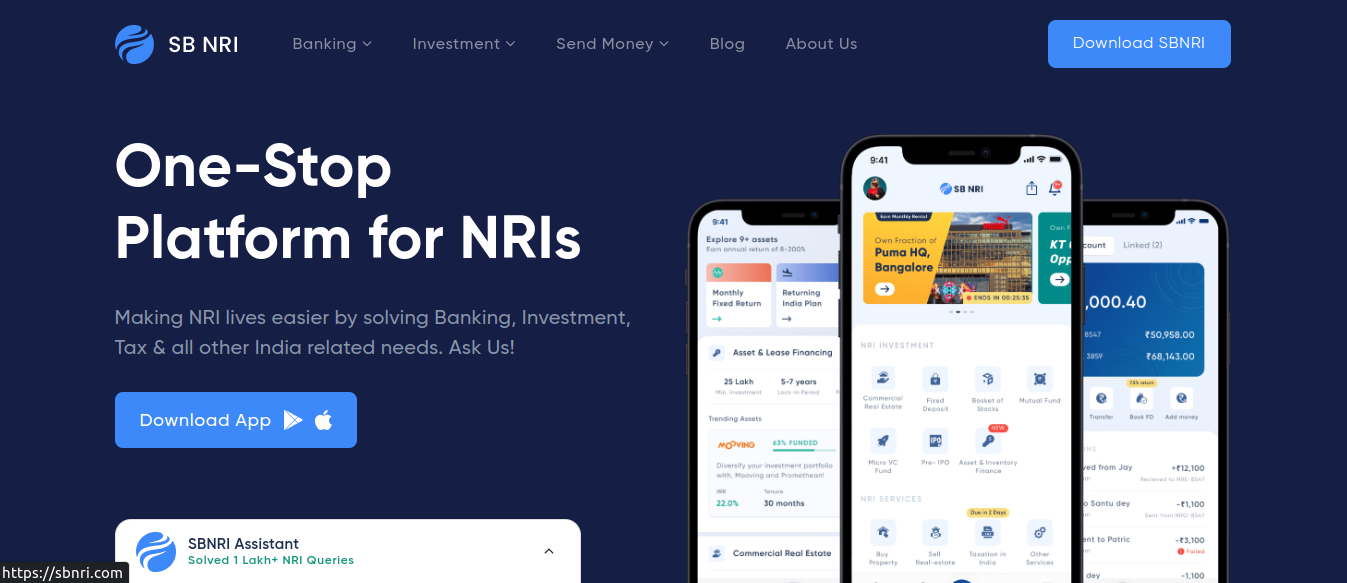 SB NRI
Banking
Investment
Send Money
Blog
About Us
Download SBNRI
One-Stop
Platform for NRIs
Making NRI lives easier by solving Banking, Investment,
Tax & all other India related needs. Ask Us!
Download App
SBNRI Assistant
Solved 1 Lakh+ NRI Queries
https://sbnri.com
9:41
Explore 9+ assets
Earn annual return of 8-200%
Monthly
Fixed Return
Returning
India Plan
Asset & Lease Financing
25 Lakh
5-7 years
Min. Investment
Lock-in Period
Trending Assets
MOOVING
63% FUNDED
Diversify your investment portfolio
with, Mooving and Promethean!
IRR
Tenure
22.0%
30 months
Commercial Real Estate
9:41
SB NRI
Earn Monthly Rental
Own Fraction of
Puma HQ,
Bangalore
ENDS IN 00:25:35
Own F
KT
Opp
NRI INVESTMENT
Commercial
Real Estate
Fixed
Deposit
Basket of
Stocks
Mutual Fund
NEW
IPO
Micro VC
Fund
Pre- IPO
Asset & Inventory
Finance
NRI SERVICES
Due in 2 Days
Buy
Property
Sell
Real-estate
Taxation in
India
Other
Services
count
Linked (2)
,000.40
8547
₹50,958.00
3859
₹68,143.00
7.5% return
Transfer
Book FD
Add money
ved from Jay
+₹12,100
Recieved to NRE-8547
o Santu dey
-₹1,100
Sent from NRO-8547
ent to Patric
-₹3,100
Failed
dey
-₹1,100